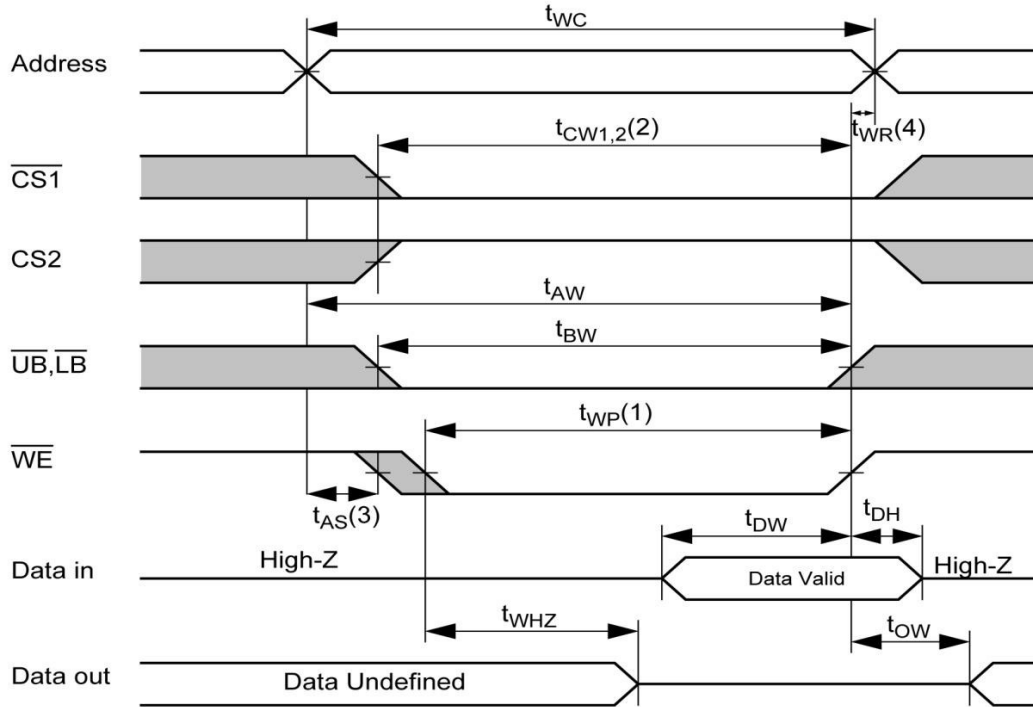 tWC
Address
tCW1,2(2)
tWR(4)
CS1
CS2
tAW
tBW
UB,LB
tWP(1)
WE
tAS(3)
tDW
tDH
Data in
High-Z
Data Valid
High-Z
tWHZ
tOW
Data out
Data Undefined